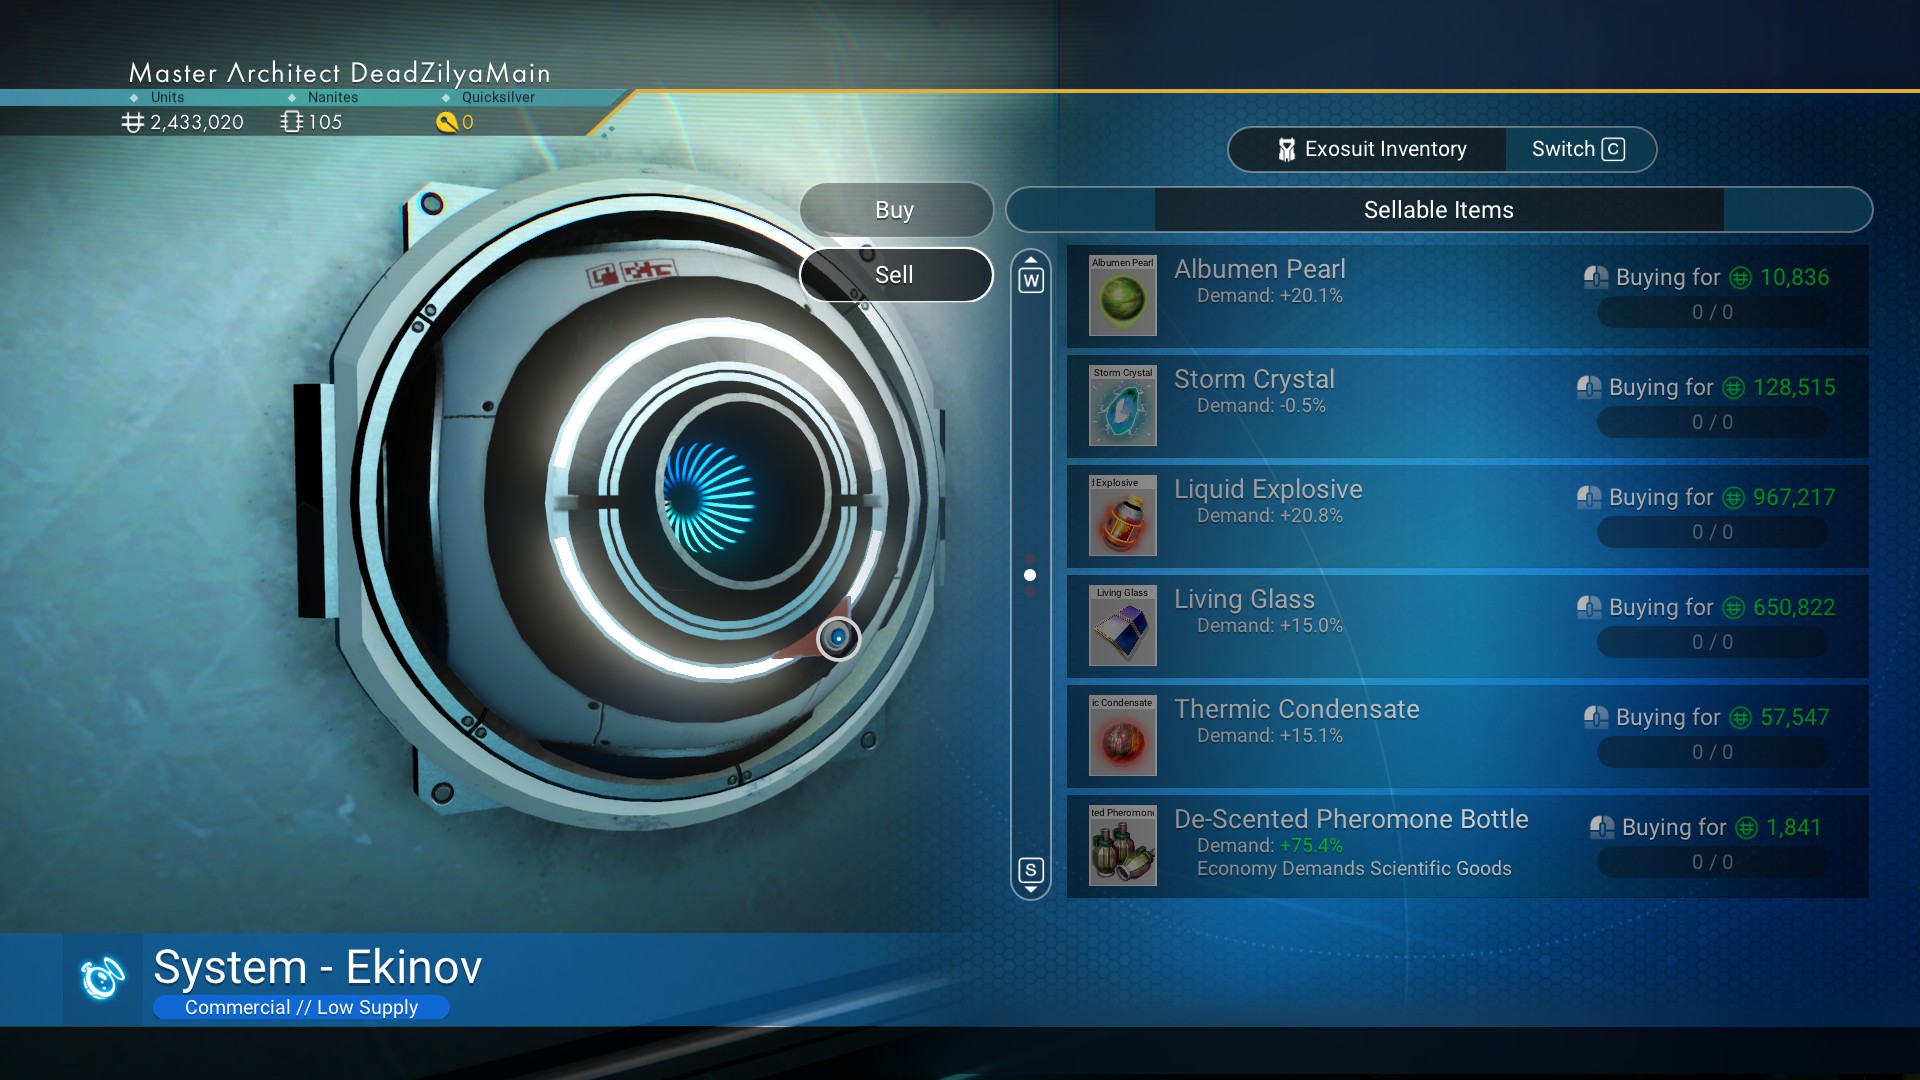 Master Architect DeadZilyaMain
Units Nanites Quicksilver
2,433,020 105 0
Exosuit Inventory Switch C
Buy
Sellable Items
Sell
W
Albumen Pearl
Albumen Pearl
Demand: +20.1%
Buying for 10,836
0 / 0
Storm Crystal
Storm Crystal
Demand: -0.5%
Buying for 128,515
0 / 0
d Explosive
Liquid Explosive
Demand: +20.8%
Buying for 967,217
0 / 0
Living Glass
Living Glass
Demand: +15.0%
Buying for 650,822
0 / 0
ic Condensate
Thermic Condensate
Demand: +15.1%
Buying for 57,547
0 / 0
ted Pheromon
De-Scented Pheromone Bottle
Demand: +75.4%
Economy Demands Scientific Goods
Buying for 1,841
0 / 0
S
System - Ekinov
Commercial // Low Supply